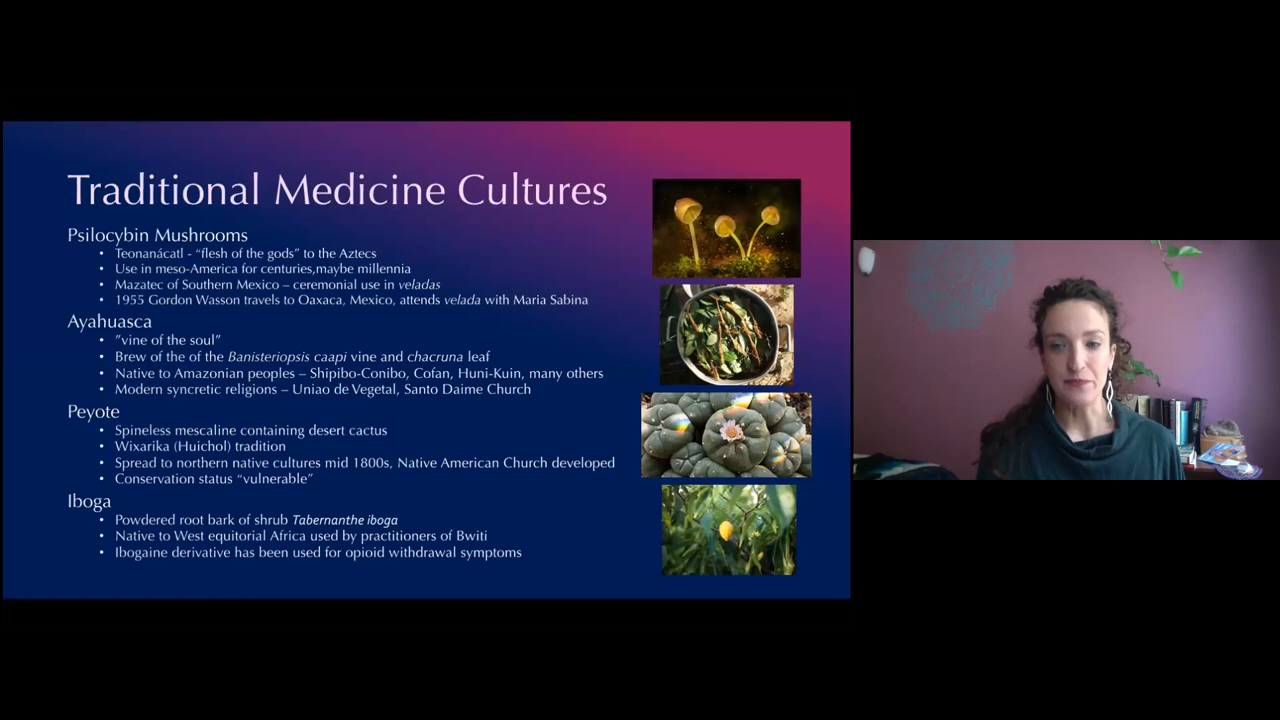 Traditional Medicine Cultures
Psilocybin Mushrooms
• Teonanácatl - “flesh of the gods” to the Aztecs
• Use in meso-America for centuries,maybe millennia
• Mazatec of Southern Mexico – ceremonial use in veladas
• 1955 Gordon Wasson travels to Oaxaca, Mexico, attends velada with Maria Sabina
Ayahuasca
• ”vine of the soul”
• Brew of the of the Banisteriopsis caapi vine and chacruna leaf
• Native to Amazonian peoples – Shipibo-Conibo, Cofan, Huni-Kuin, many others
• Modern syncretic religions – Uniao de Vegetal, Santo Daime Church
Peyote
• Spineless mescaline containing desert cactus
• Wixarika (Huichol) tradition
• Spread to northern native cultures mid 1800s, Native American Church developed
• Conservation status “vulnerable”
Iboga
• Powdered root bark of shrub Tabernanthe iboga
• Native to West equitorial Africa used by practitioners of Bwiti
• Ibogaine derivative has been used for opioid withdrawal symptoms